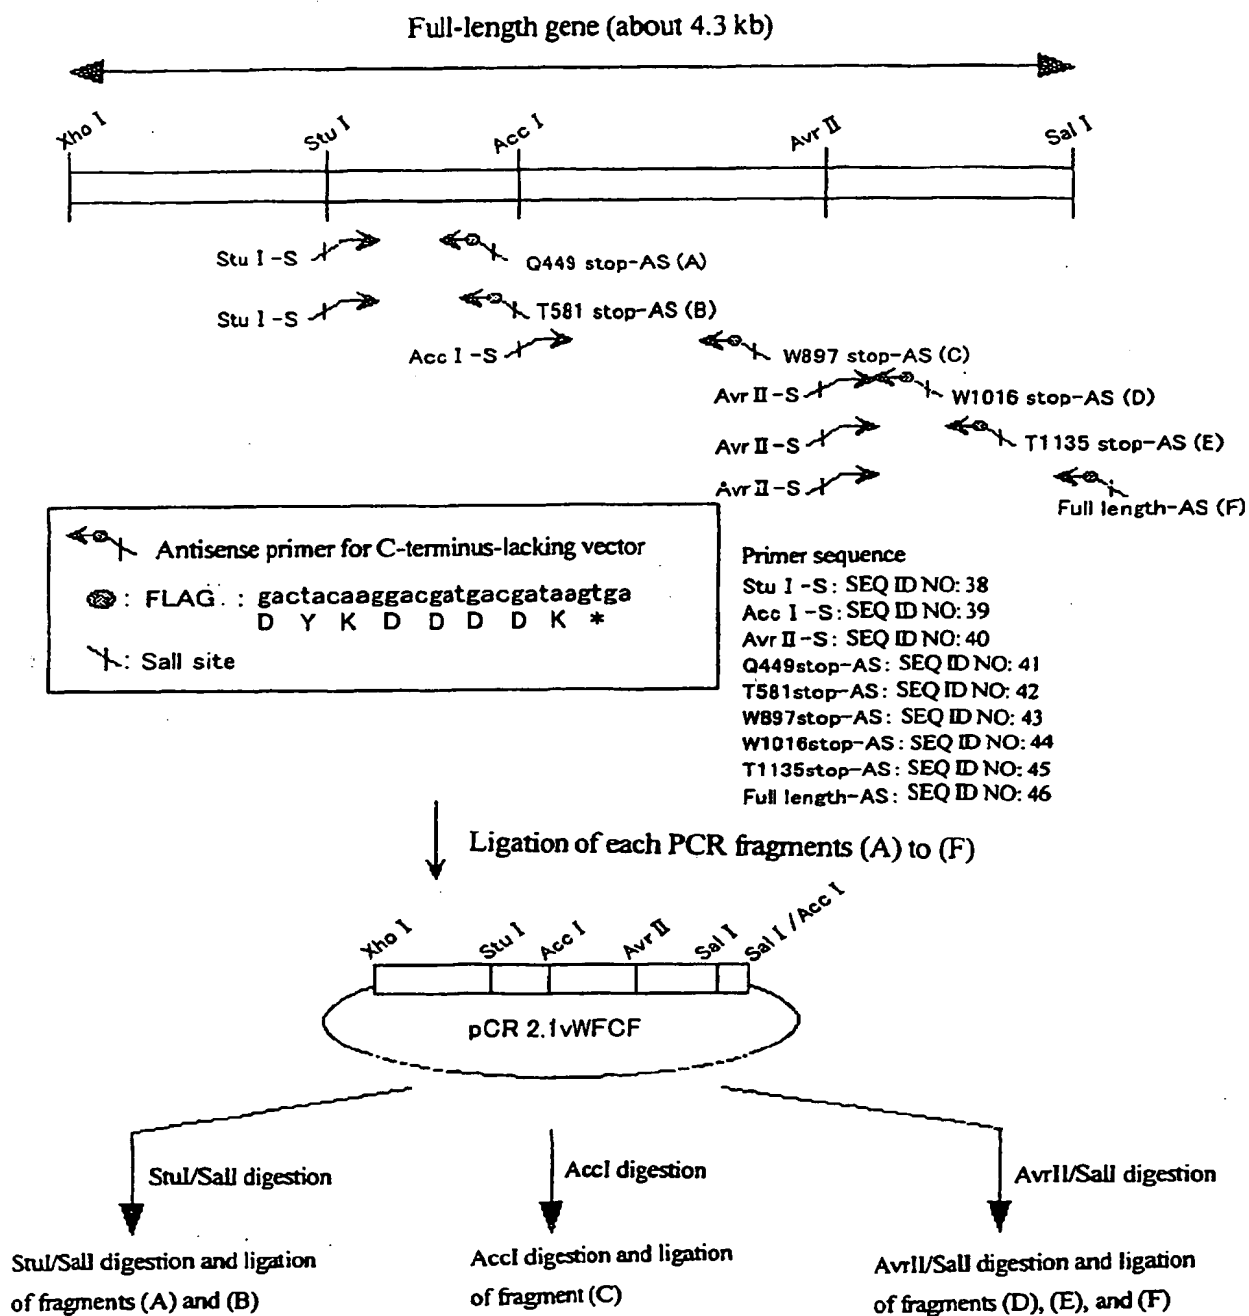 Full-length gene (about 4.3 kb)
Xho I
Stu I
Acc I
Avr II
Sal I
Stu I-S
Q449 stop-AS (A)
Stu I-S
T581 stop-AS (B)
Acc I-S
W897 stop-AS (C)
Avr II-S
W1016 stop-AS (D)
Avr II-S
T1135 stop-AS (E)
Avr II-S
Full length-AS (F)
Antisense primer for C-terminus-lacking vector
: FLAG : gactacaaggacgatgacgataagtga
D Y K D D D D K *
: SalI site
Primer sequence
Stu I-S: SEQ ID NO: 38
Acc I-S: SEQ ID NO: 39
Avr II-S: SEQ ID NO: 40
Q449stop-AS: SEQ ID NO: 41
T581stop-AS: SEQ ID NO: 42
W897stop-AS: SEQ ID NO: 43
W1016stop-AS: SEQ ID NO: 44
T1135stop-AS: SEQ ID NO: 45
Full length-AS: SEQ ID NO: 46
Ligation of each PCR fragments (A) to (F)
Xho I
Stu I
Acc I
Avr II
Sal I
Sal I / Acc I
pCR 2.1vWFCF
StuI/SalI digestion
AccI digestion
AvrII/SalI digestion
StuI/SalI digestion and ligation
of fragments (A) and (B)
AccI digestion and ligation
of fragment (C)
AvrII/SalI digestion and ligation
of fragments (D), (E), and (F)